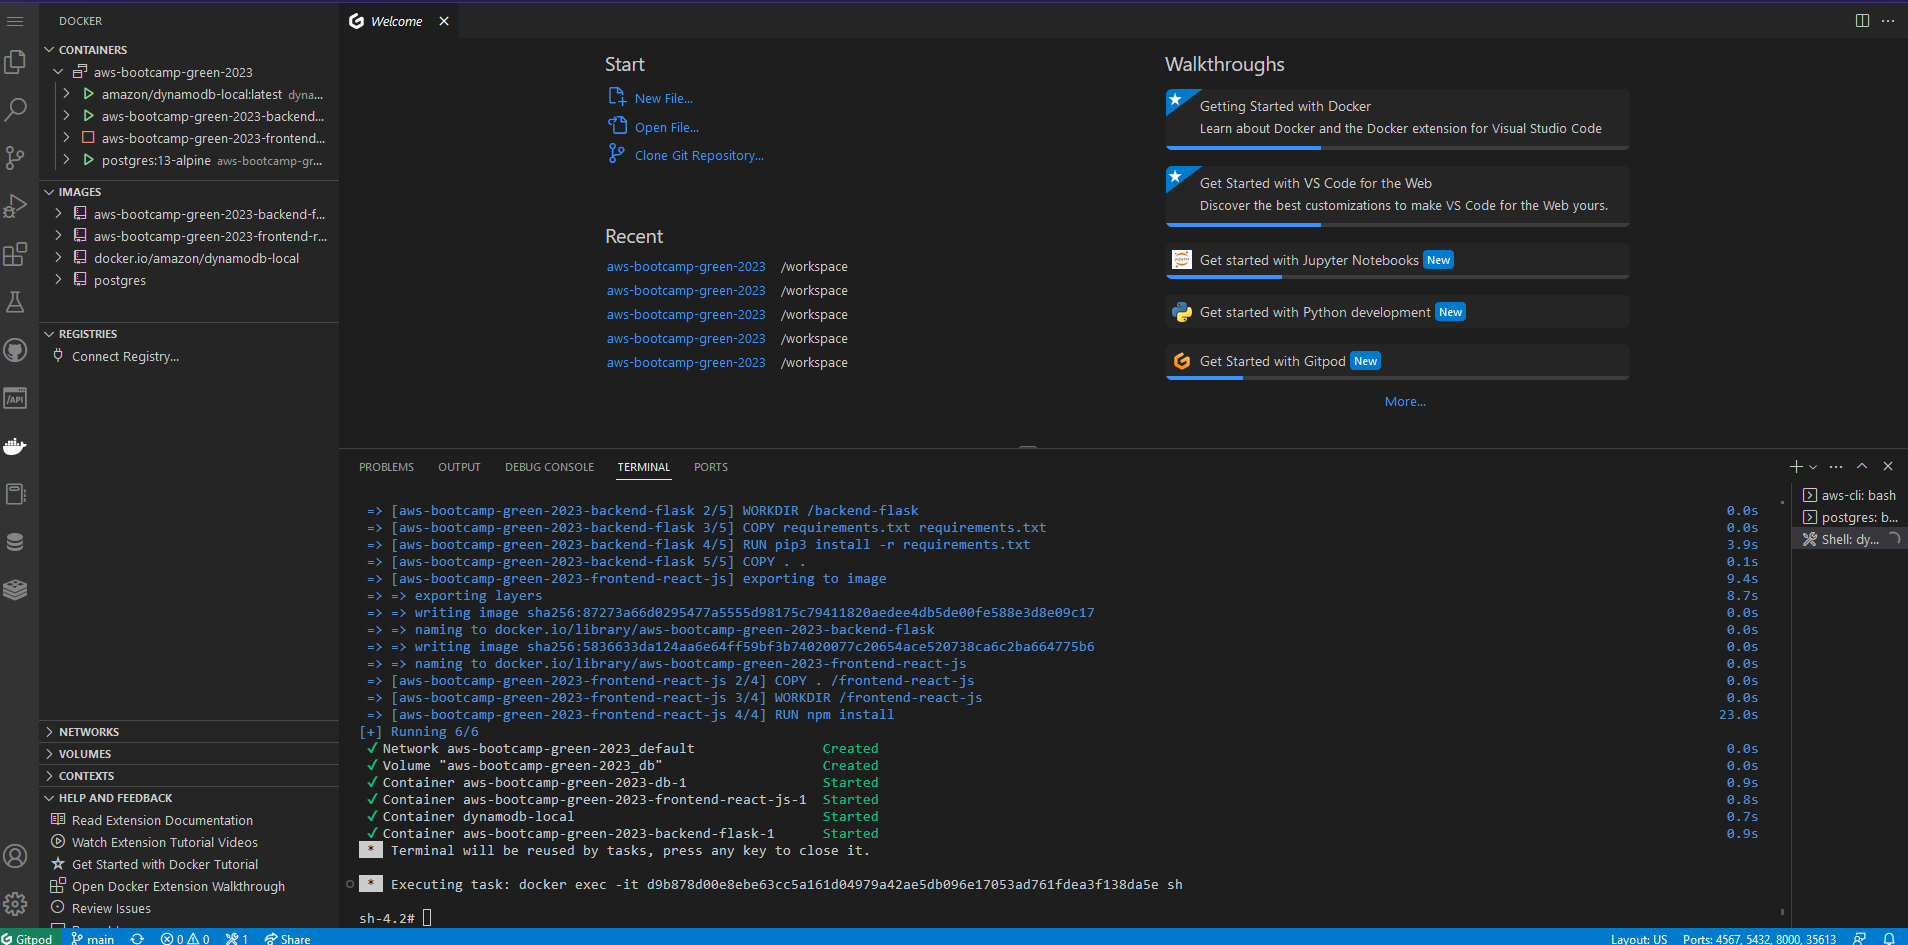 DOCKER
CONTAINERS
aws-bootcamp-green-2023
amazon/dynamodb-local:latest dyna...
aws-bootcamp-green-2023-backend...
aws-bootcamp-green-2023-frontend...
postgres:13-alpine aws-bootcamp-gr...
IMAGES
aws-bootcamp-green-2023-backend-f...
aws-bootcamp-green-2023-frontend-r...
docker.io/amazon/dynamodb-local
postgres
REGISTRIES
Connect Registry...
NETWORKS
VOLUMES
CONTEXTS
HELP AND FEEDBACK
Read Extension Documentation
Watch Extension Tutorial Videos
Get Started with Docker Tutorial
Open Docker Extension Walkthrough
Review Issues
/API
Welcome
Start
New File...
Open File...
Clone Git Repository...
Recent
aws-bootcamp-green-2023 /workspace
aws-bootcamp-green-2023 /workspace
aws-bootcamp-green-2023 /workspace
aws-bootcamp-green-2023 /workspace
aws-bootcamp-green-2023 /workspace
Walkthroughs
Getting Started with Docker
Learn about Docker and the Docker extension for Visual Studio Code
Get Started with VS Code for the Web
Discover the best customizations to make VS Code for the Web yours.
Get started with Jupyter Notebooks New
Get started with Python development New
Get Started with Gitpod New
More...
PROBLEMS OUTPUT DEBUG CONSOLE TERMINAL PORTS
=> [aws-bootcamp-green-2023-backend-flask 2/5] WORKDIR /backend-flask 0.0s
=> [aws-bootcamp-green-2023-backend-flask 3/5] COPY requirements.txt requirements.txt 0.0s
=> [aws-bootcamp-green-2023-backend-flask 4/5] RUN pip3 install -r requirements.txt 3.9s
=> [aws-bootcamp-green-2023-backend-flask 5/5] COPY . . 0.1s
=> [aws-bootcamp-green-2023-frontend-react-js] exporting to image 9.4s
=> => exporting layers 8.7s
=> => writing image sha256:87273a66d0295477a5555d98175c79411820aedee4db5de00fe588e3d8e09c17 0.0s
=> => naming to docker.io/library/aws-bootcamp-green-2023-backend-flask 0.0s
=> => writing image sha256:5836633da124aa6e64ff59bf3b74020077c20654ace520738ca6c2ba664775b6 0.0s
=> => naming to docker.io/library/aws-bootcamp-green-2023-frontend-react-js 0.0s
=> [aws-bootcamp-green-2023-frontend-react-js 2/4] COPY . /frontend-react-js 0.0s
=> [aws-bootcamp-green-2023-frontend-react-js 3/4] WORKDIR /frontend-react-js 0.0s
=> [aws-bootcamp-green-2023-frontend-react-js 4/4] RUN npm install 23.0s
[+] Running 6/6
✔ Network aws-bootcamp-green-2023_default Created 0.0s
✔ Volume "aws-bootcamp-green-2023_db" Created 0.0s
✔ Container aws-bootcamp-green-2023-db-1 Started 0.9s
✔ Container aws-bootcamp-green-2023-frontend-react-js-1 Started 0.8s
✔ Container dynamodb-local Started 0.7s
✔ Container aws-bootcamp-green-2023-backend-flask-1 Started 0.9s
* Terminal will be reused by tasks, press any key to close it.
* Executing task: docker exec -it d9b878d00e8ebe63cc5a161d04979a42ae5db096e17053ad761fdea3f138da5e sh
sh-4.2#
aws-cli: bash
postgres: b...
Shell: dy...
Gitpod main 0 0 1 Share
Layout: US Ports: 4567, 5432, 8000, 35613